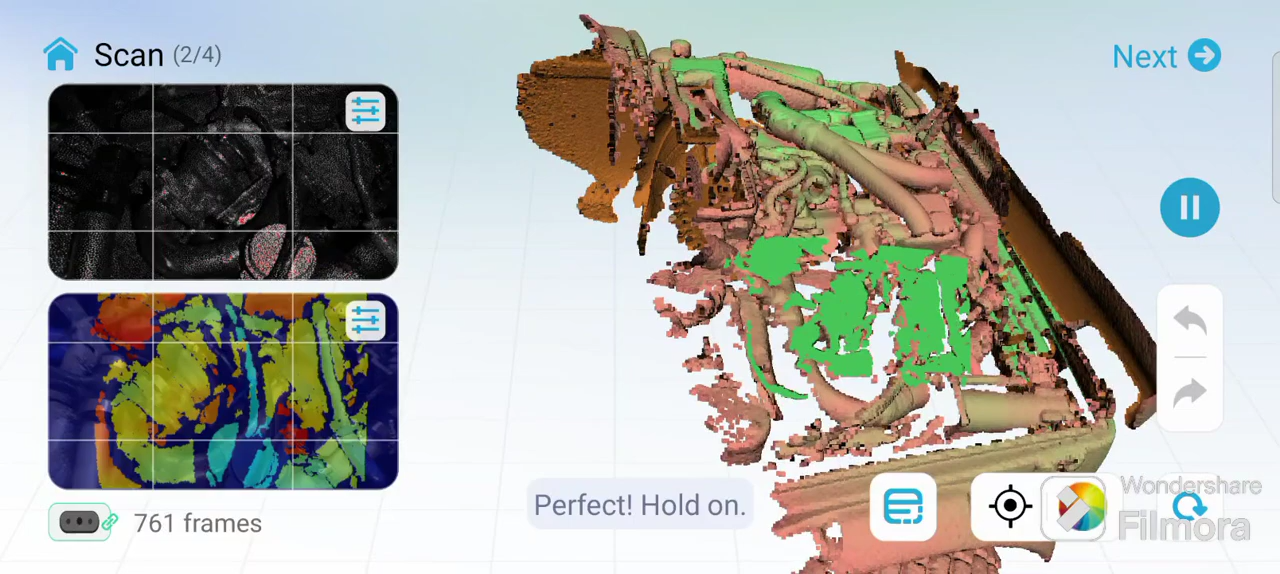 Scan (2/4)
Next
Perfect! Hold on.
761 frames
Wondershare
Filmora